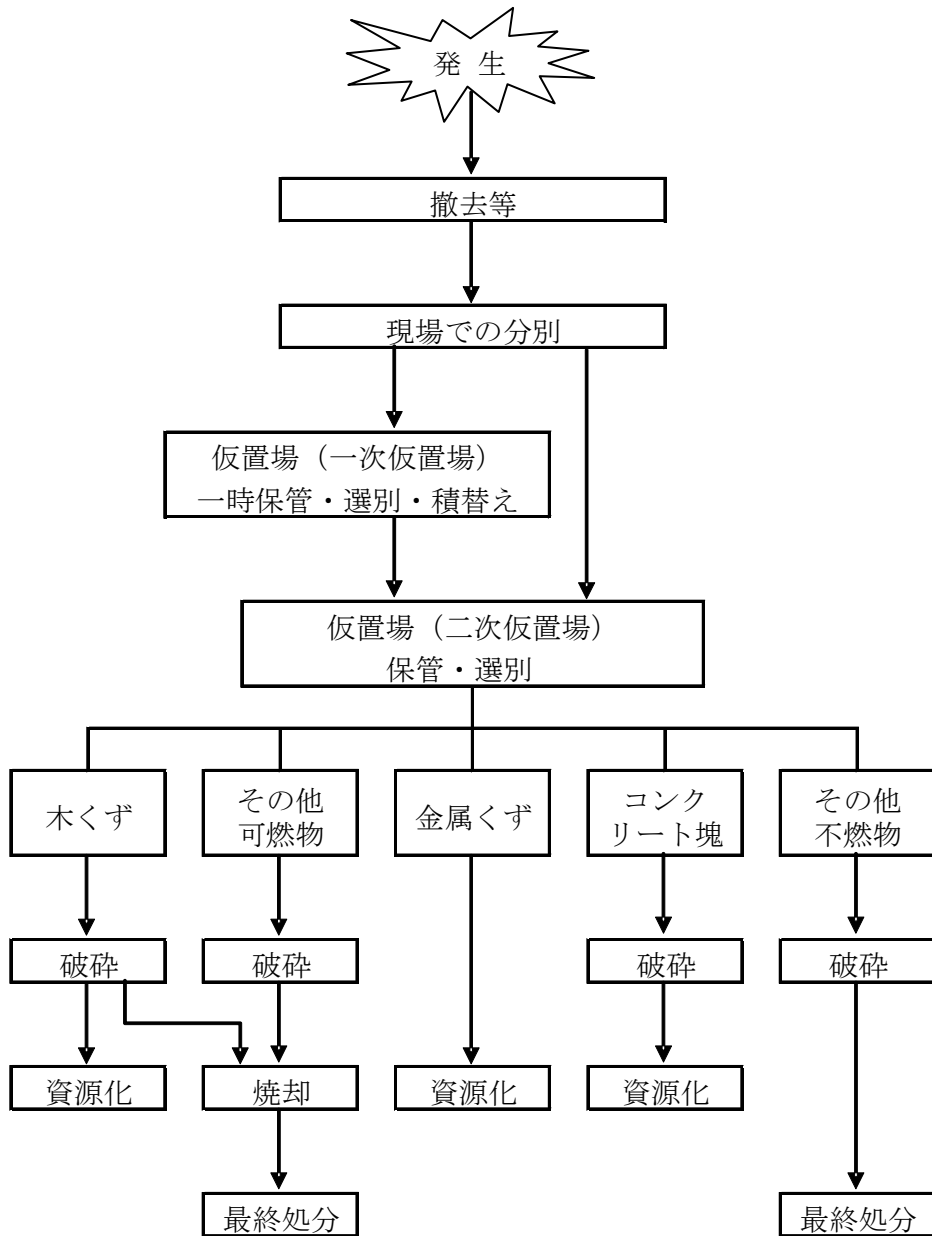 発 生
撤去等
現場での分別
仮置場（一次仮置場）
一時保管・選別・積替え
仮置場（二次仮置場）
保管・選別
木くず
その他
可燃物
金属くず
コンク
リート塊
その他
不燃物
破砕
破砕
破砕
破砕
資源化
焼却
資源化
資源化
最終処分
最終処分